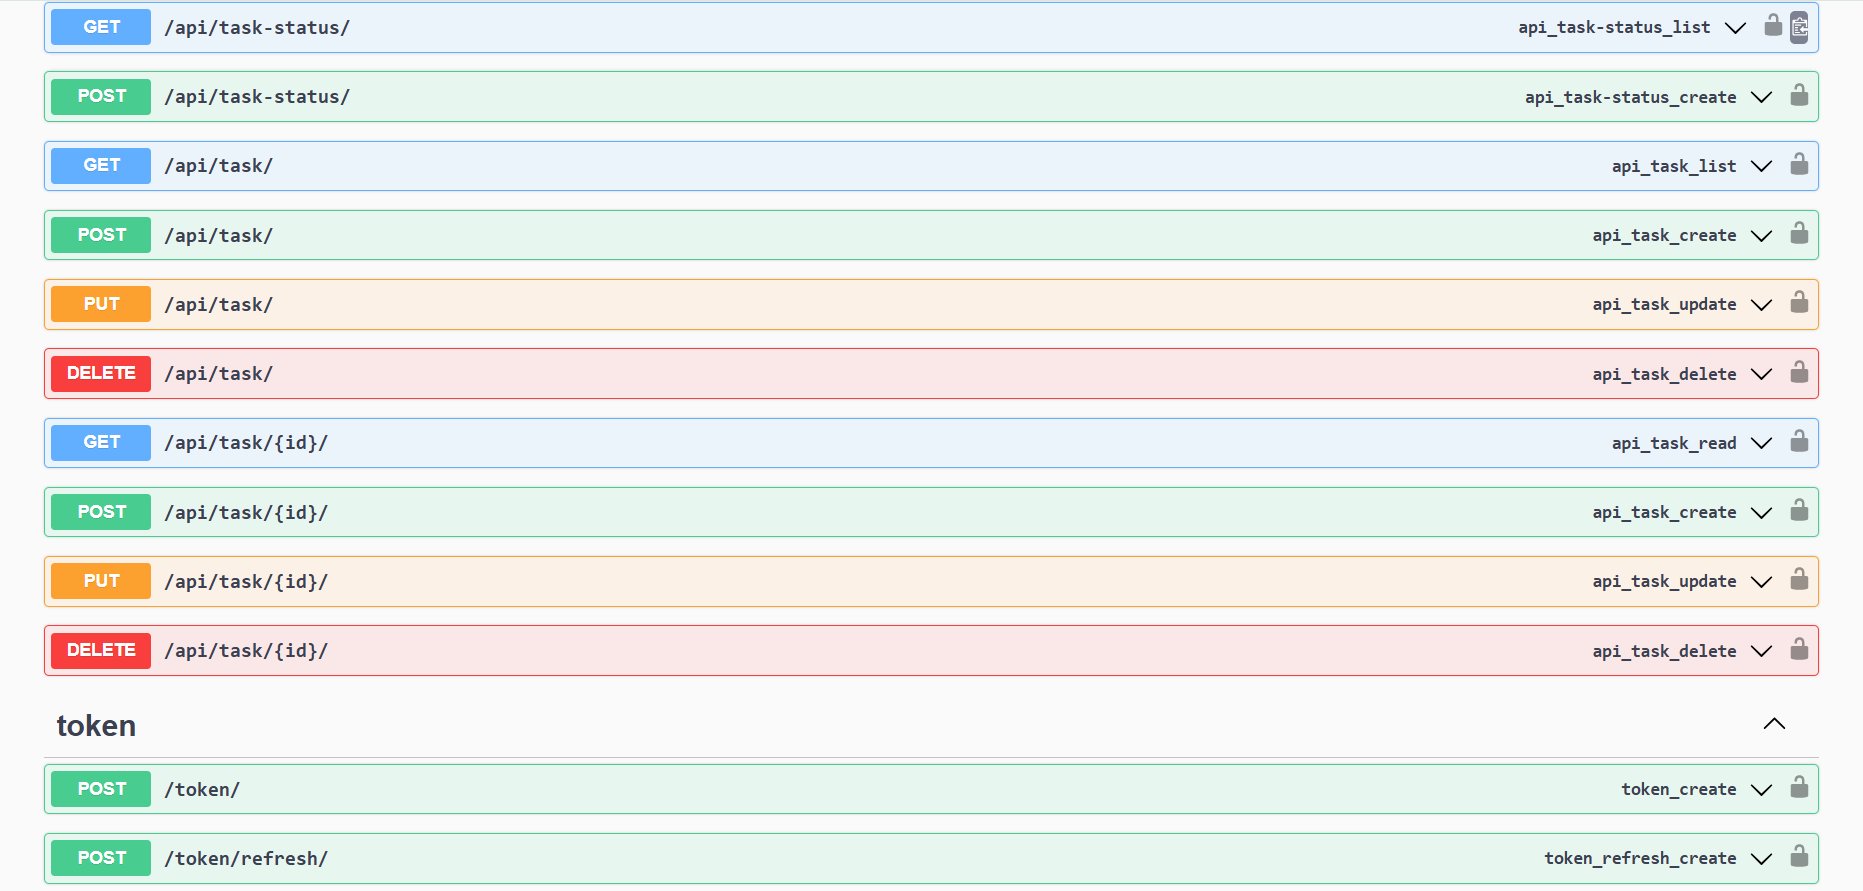 GET /api/task-status/ api_task-status_list
POST /api/task-status/ api_task-status_create
GET /api/task/ api_task_list
POST /api/task/ api_task_create
PUT /api/task/ api_task_update
DELETE /api/task/ api_task_delete
GET /api/task/{id}/ api_task_read
POST /api/task/{id}/ api_task_create
PUT /api/task/{id}/ api_task_update
DELETE /api/task/{id}/ api_task_delete
token
POST /token/ token_create
POST /token/refresh/ token_refresh_create